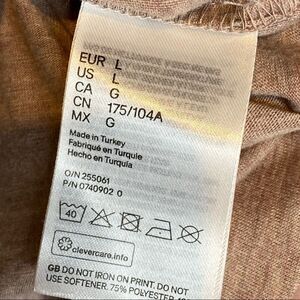 EUR L
US L
CA G
CN 175/104A
MX G
Made in Turkey
Fabriqué en Turquie
Hecho en Turquía
O/N 255061
P/N 0740902 0
40
clevercare.info
GB DO NOT IRON ON PRINT. DO NOT
USE SOFTENER. 75% POLYESTER,